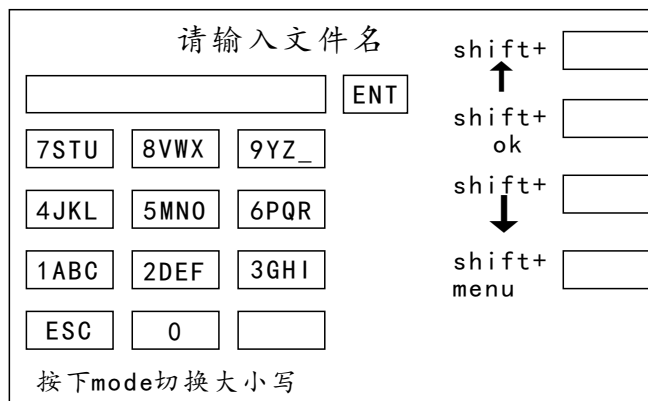 请输入文件名
ENT
7STU 8VWX 9YZ_
4JKL 5MNO 6PQR
1ABC 2DEF 3GHI
ESC 0
按下mode切换大小写
shift+
↑
shift+
ok
shift+
↓
shift+
menu